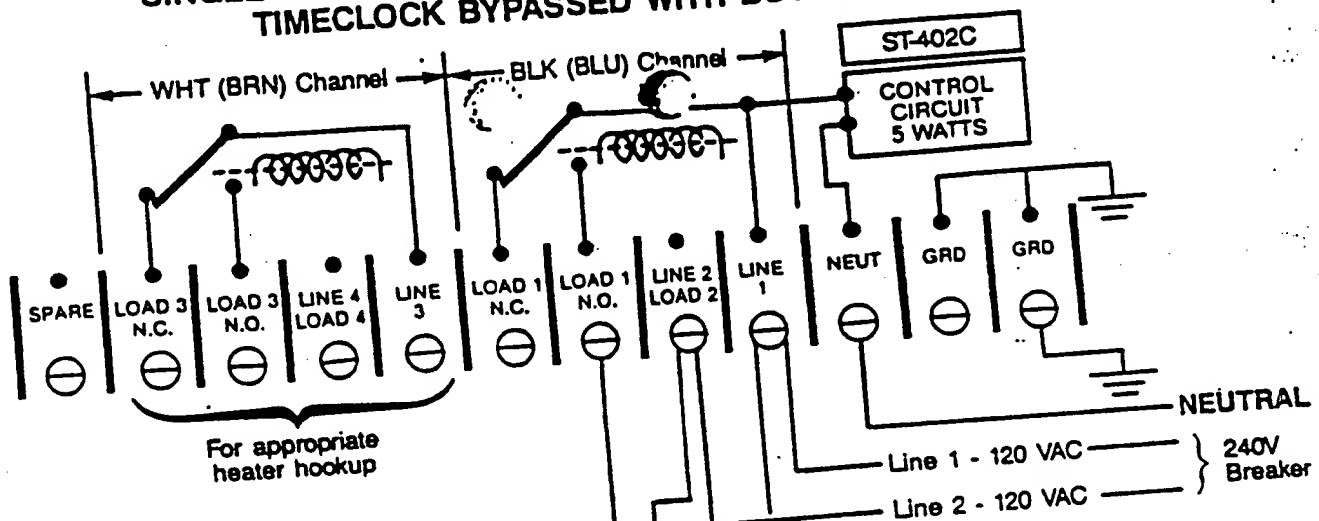 TIMECLOCK BYPASSED WITH
ST-402C
WHT (BRN) Channel
BLK (BLU) Channel
CONTROL
CIRCUIT
5 WATTS
SPARE
LOAD 3
N.C.
LOAD 3
N.O.
LINE 4
LOAD 4
LINE
3
LOAD 1
N.C.
LOAD 1
N.O.
LINE 2
LOAD 2
LINE
1
NEUT
GRD
GRD
For appropriate
heater hookup
NEUTRAL
Line 1 - 120 VAC
Line 2 - 120 VAC
240V
Breaker